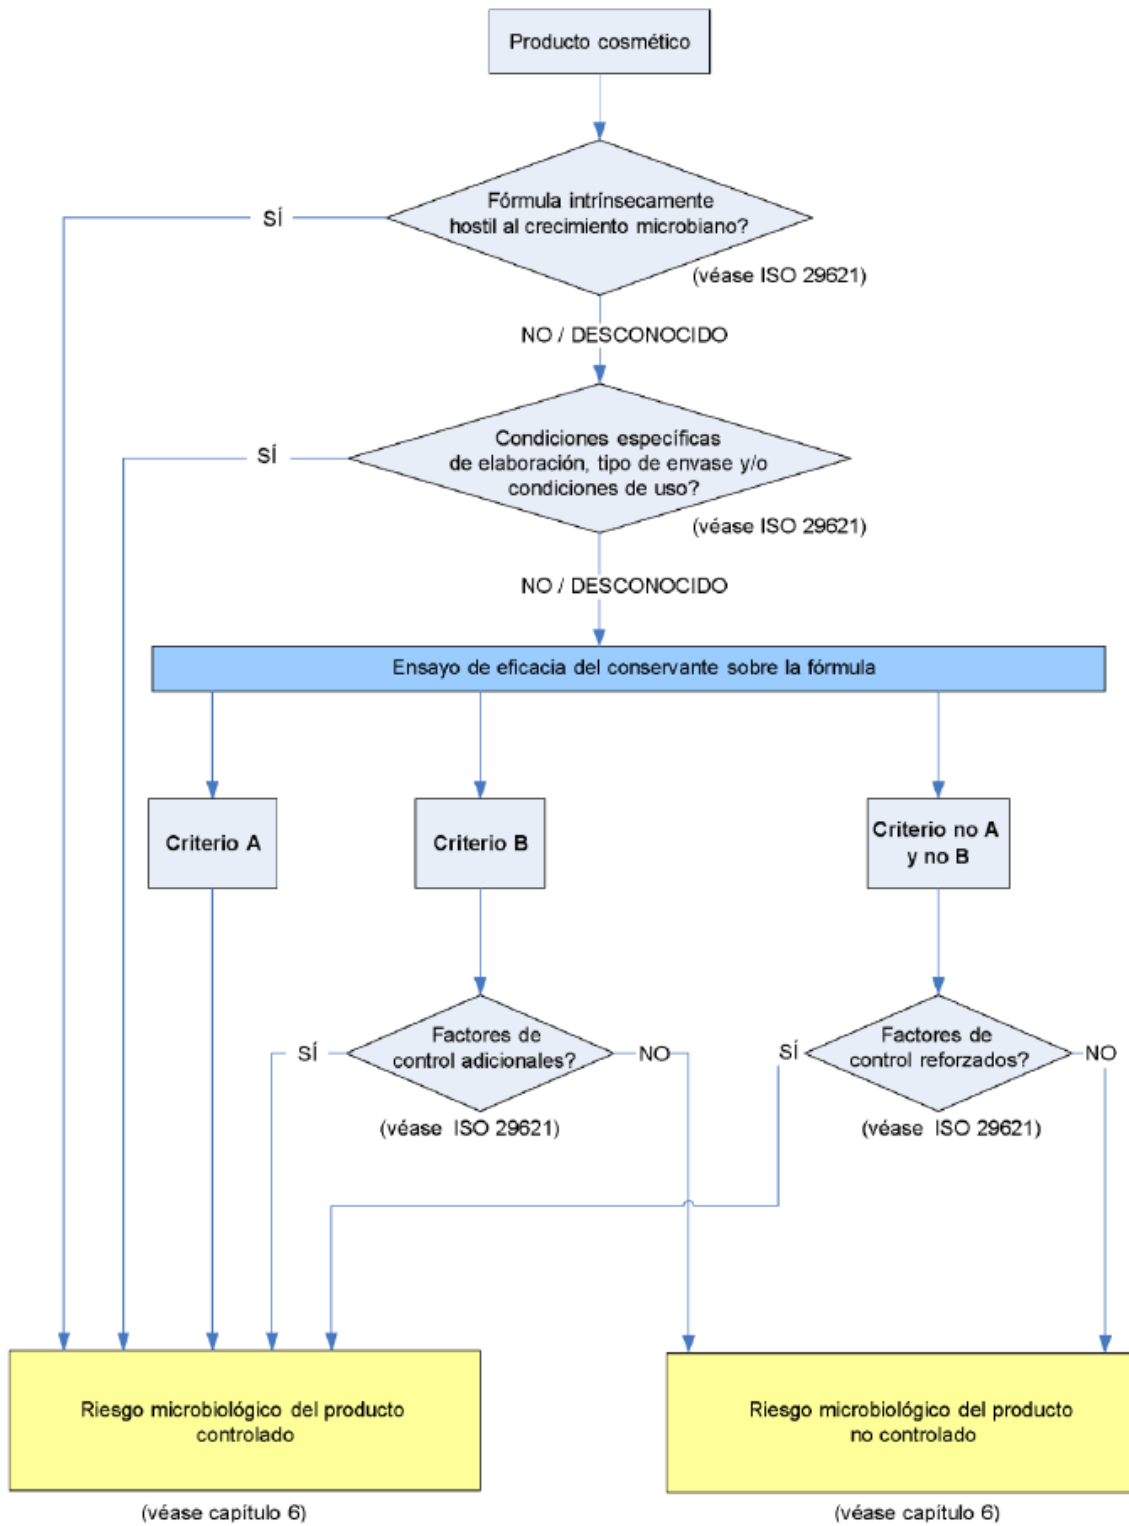 Producto cosmético
Fórmula intrínsecamente
hostil al crecimiento microbiano?
SÍ
(véase ISO 29621)
NO / DESCONOCIDO
Condiciones específicas
de elaboración, tipo de envase y/o
condiciones de uso?
SÍ
(véase ISO 29621)
NO / DESCONOCIDO
Ensayo de eficacia del conservante sobre la fórmula
Criterio A
Criterio B
Criterio no A
y no B
SÍ
Factores de
control adicionales?
NO
(véase ISO 29621)
SÍ
Factores de
control reforzados?
NO
(véase ISO 29621)
Riesgo microbiológico del producto
controlado
(véase capítulo 6)
Riesgo microbiológico del producto
no controlado
(véase capítulo 6)